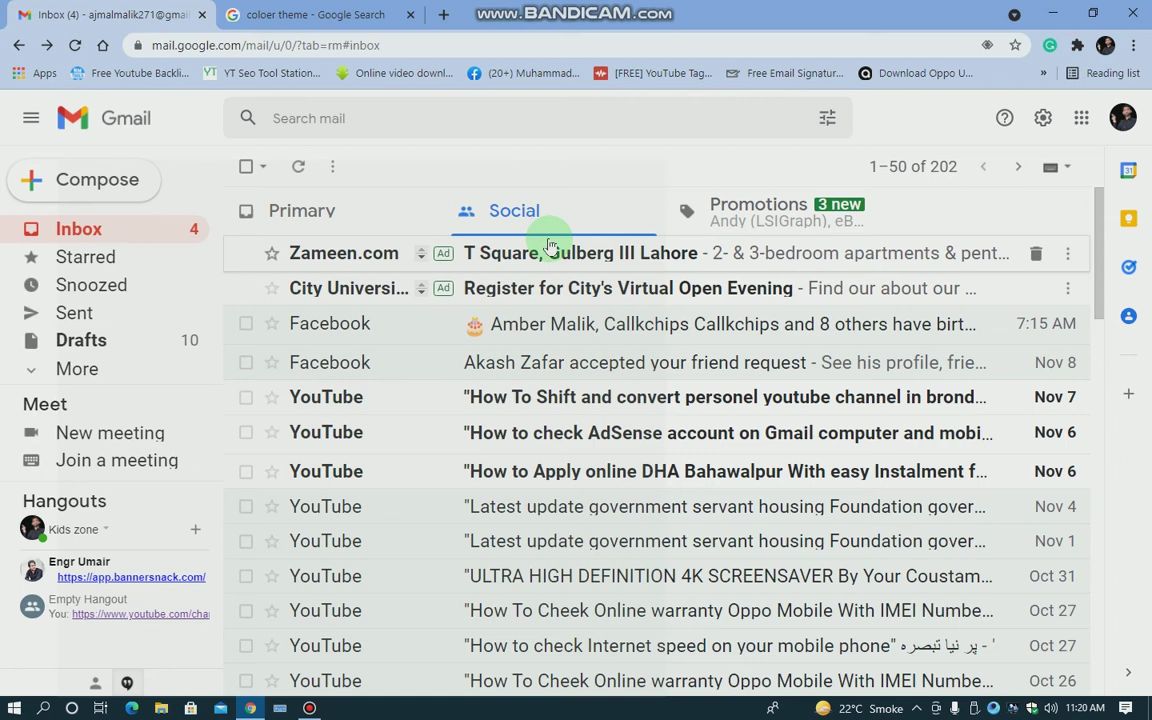 Inbox (4) - ajmalmalik271@gmai
coloer theme - Google Search
www.BANDICAM.com
mail.google.com/mail/u/0/?tab=rm#inbox
Apps
Free Youtube Backli...
YT Seo Tool Station...
Online video downl...
(20+) Muhammad...
[FREE] YouTube Tag...
Free Email Signatur...
Download Oppo U...
»
Reading list
Gmail
Search mail
Compose
1–50 of 202
Primary
Social
Promotions 3 new
Andy (LSIGraph), eB...
Inbox 4
Starred
Snoozed
Sent
Drafts 10
More
Meet
New meeting
Join a meeting
Hangouts
Kids zone
Engr Umair
https://app.bannersnack.com/
Empty Hangout
You: https://www.youtube.com/cha
Zameen.com Ad T Square, Gulberg III Lahore - 2- & 3-bedroom apartments & pent...
City Universi... Ad Register for City's Virtual Open Evening - Find our about our ...
Facebook 🎂 Amber Malik, Callkchips Callkchips and 8 others have birt... 7:15 AM
Facebook Akash Zafar accepted your friend request - See his profile, frie... Nov 8
YouTube "How To Shift and convert personel youtube channel in brond... Nov 7
YouTube "How to check AdSense account on Gmail computer and mobi... Nov 6
YouTube "How to Apply online DHA Bahawalpur With easy Instalment f... Nov 6
YouTube "Latest update government servant housing Foundation gover... Nov 4
YouTube "Latest update government servant housing Foundation gover... Nov 1
YouTube "ULTRA HIGH DEFINITION 4K SCREENSAVER By Your Coustam... Oct 31
YouTube "How To Cheek Online warranty Oppo Mobile With IMEI Numbe... Oct 27
YouTube "How to check Internet speed on your mobile phone" پر نیا تبصرہ - ' Oct 27
YouTube "How To Cheek Online warranty Oppo Mobile With IMEI Numbe... Oct 26
22°C Smoke
11:20 AM